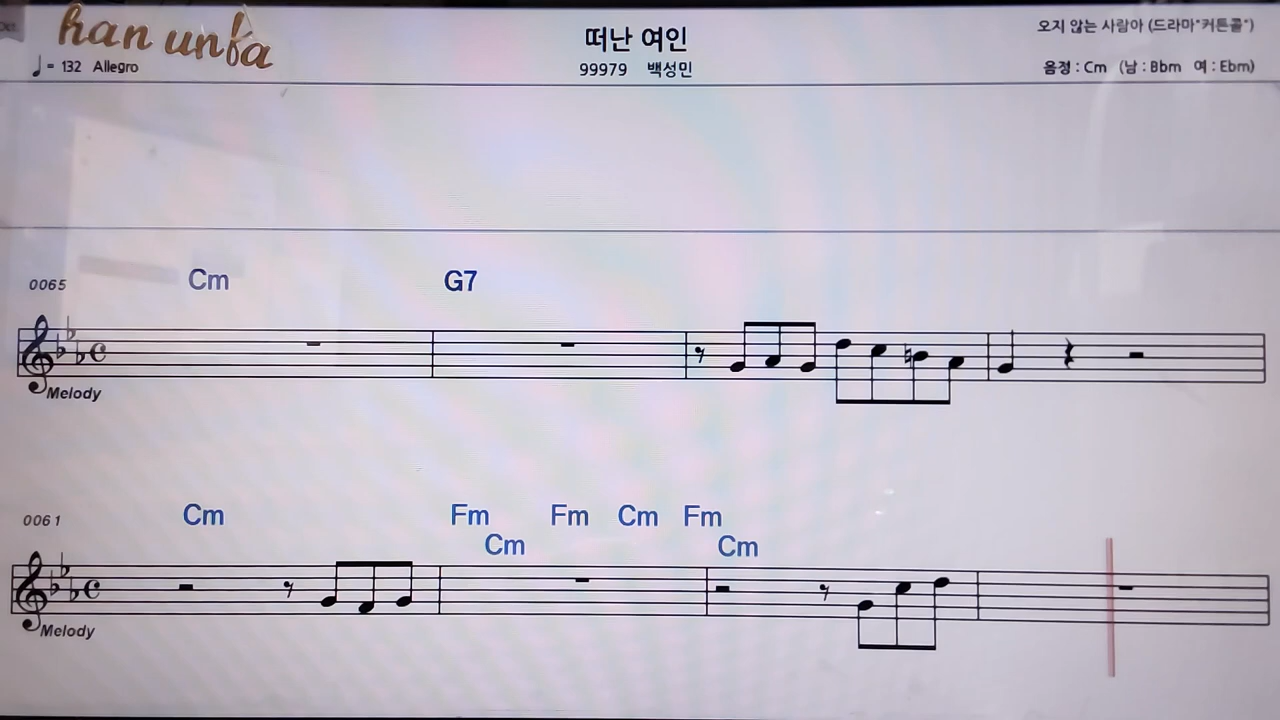 han unfa
떠난 여인
오지 않는 사람아 (드라마"커튼콜")
♩= 132 Allegro
99979 백성민
음정 : Cm (남 : Bbm 여 : Ebm)
0065 Cm G7
Melody
0061 Cm Fm Fm Cm Fm
Cm Cm
Melody